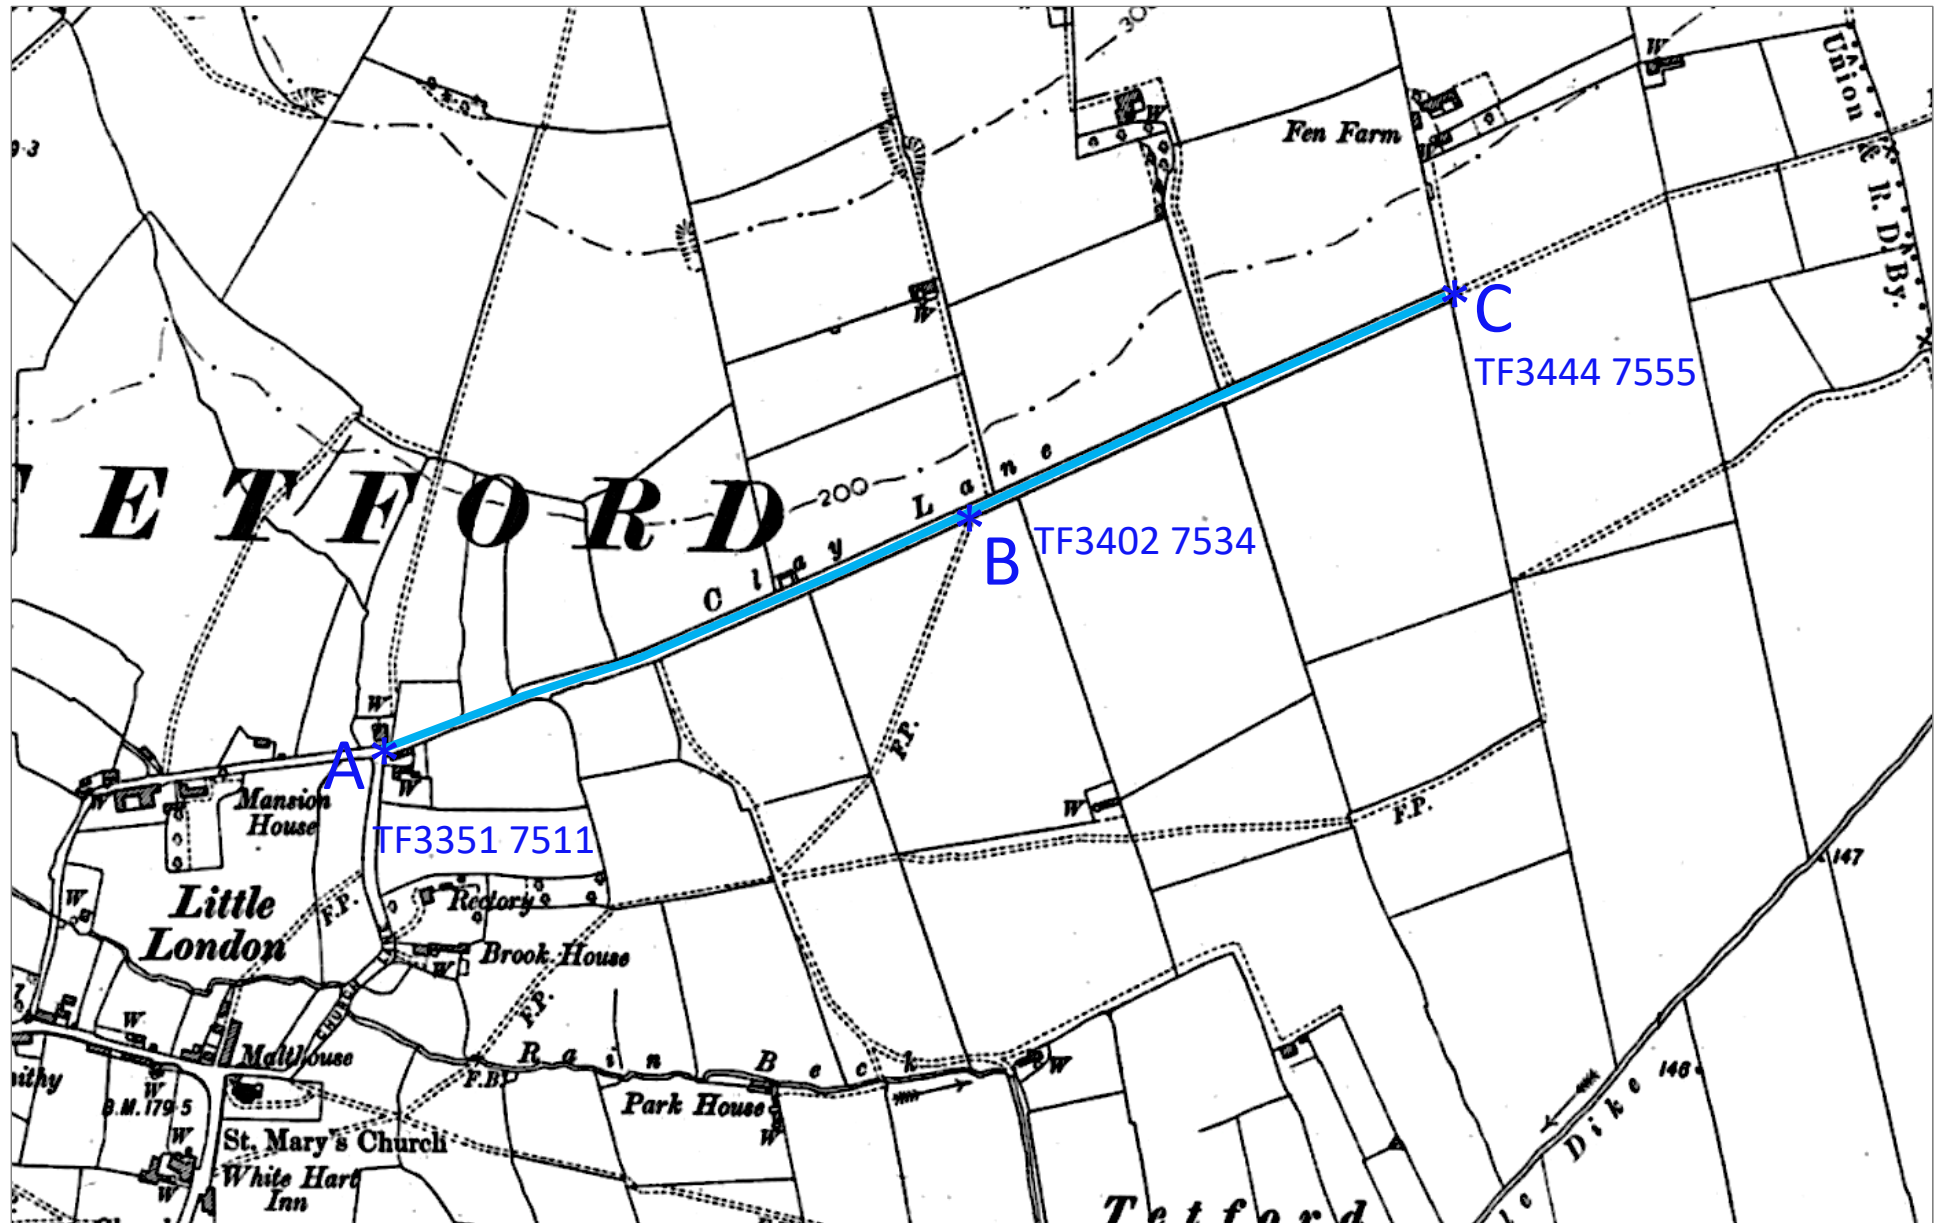 300
Union
& R. D. By.
9·3
W
W
Fen Farm
W
W
C
TF3444 7555
ETFORD
200
Clay Lane
B
TF3402 7534
W
A
W
Mansion
House
W
TF3351 7511
F.P.
W
F.P.
147
Little
London
F.P.
Rectory
W
Brook House
W
F.P.
CHURCH
W
Malthouse
F.B.
Rain Beck
W
146
Dike
W
B.M. 179·5
Park House
W
St. Mary's Church
W
White Hart
Inn
W
Tetford